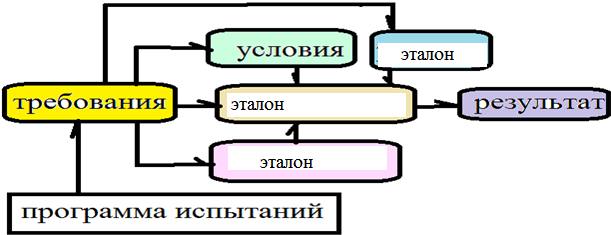 условия
эталон
требования
эталон
результат
эталон
программа испытаний